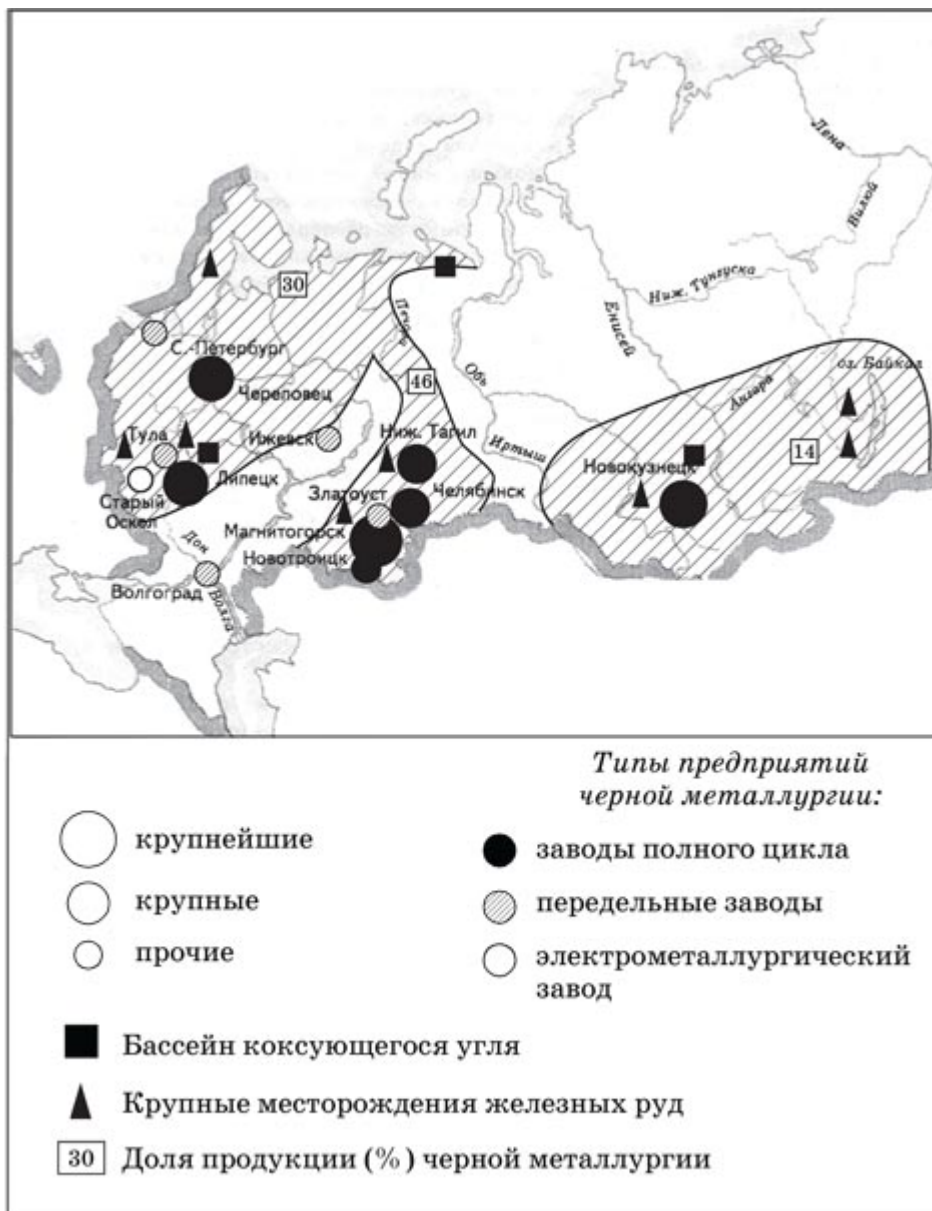 Лена
Вилюй
Ниж. Тунгуска
Енисей
30
Печора
С.-Петербург
Обь
оз. Байкал
46
Ангара
Череповец
Тула
Ижевск
Ниж. Тагил
Иртыш
14
Новокузнецк
Липецк
Златоуст
Челябинск
Старый
Оскол
Магнитогорск
Дон
Новотроицк
Волгоград
Волга
Типы предприятий
черной металлургии:
крупнейшие
заводы полного цикла
крупные
передельные заводы
прочие
электрометаллургический
завод
Бассейн коксующегося угля
Крупные месторождения железных руд
30 Доля продукции (%) черной металлургии